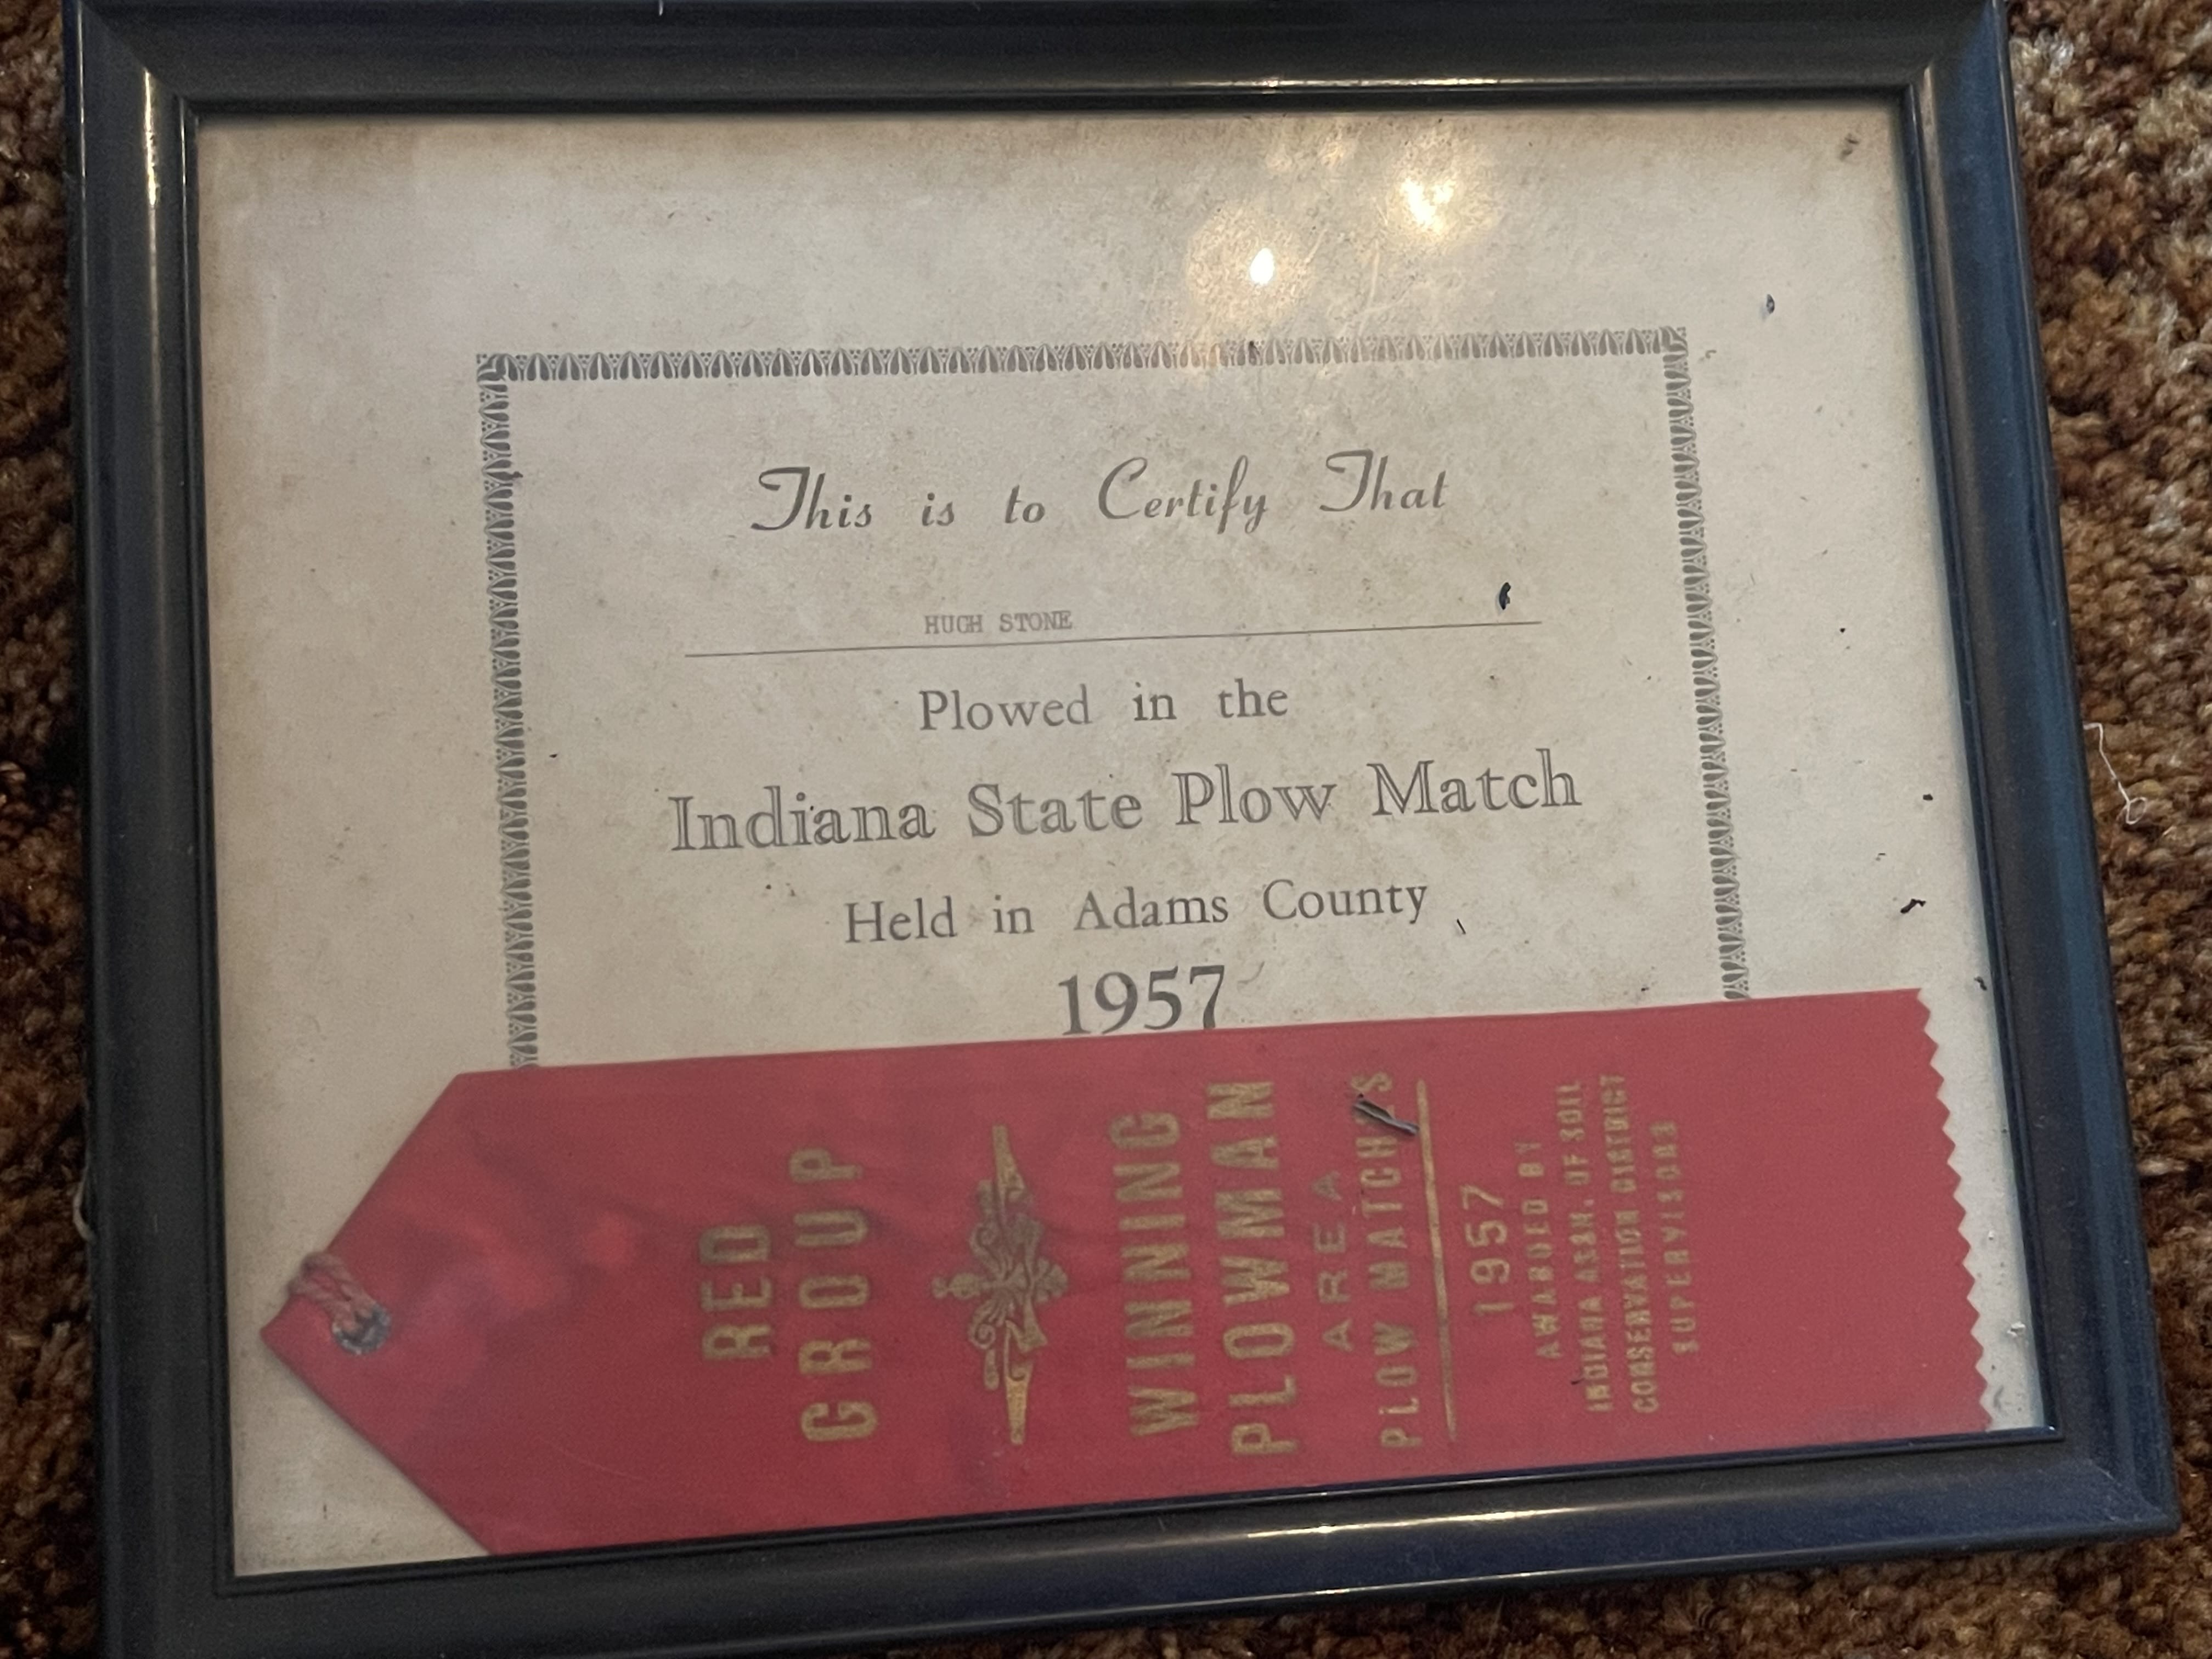 This is to Certify That
HUGH STONE
Plowed in the
Indiana State Plow Match
Held in Adams County
1957
RED
GROUP
WINNING
PLOWMAN
AREA
PLOW MATCHES
1957
AWARDED BY
INDIANA ASSN. OF SOIL
CONSERVATION DISTRICT
SUPERVISORS